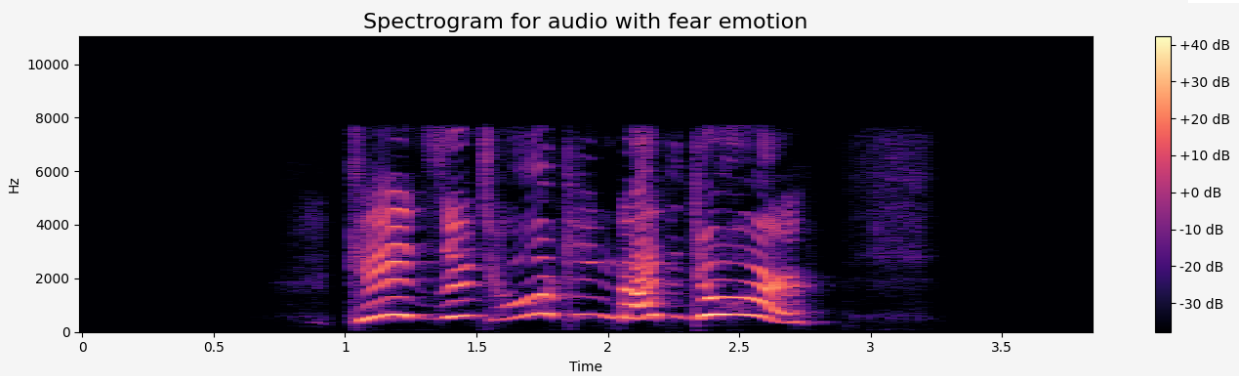 Spectrogram for audio with fear emotion
10000
8000
6000
4000
2000
0
Hz
0
0.5
1
1.5
2
2.5
3
3.5
Time
+40 dB
+30 dB
+20 dB
+10 dB
+0 dB
-10 dB
-20 dB
-30 dB